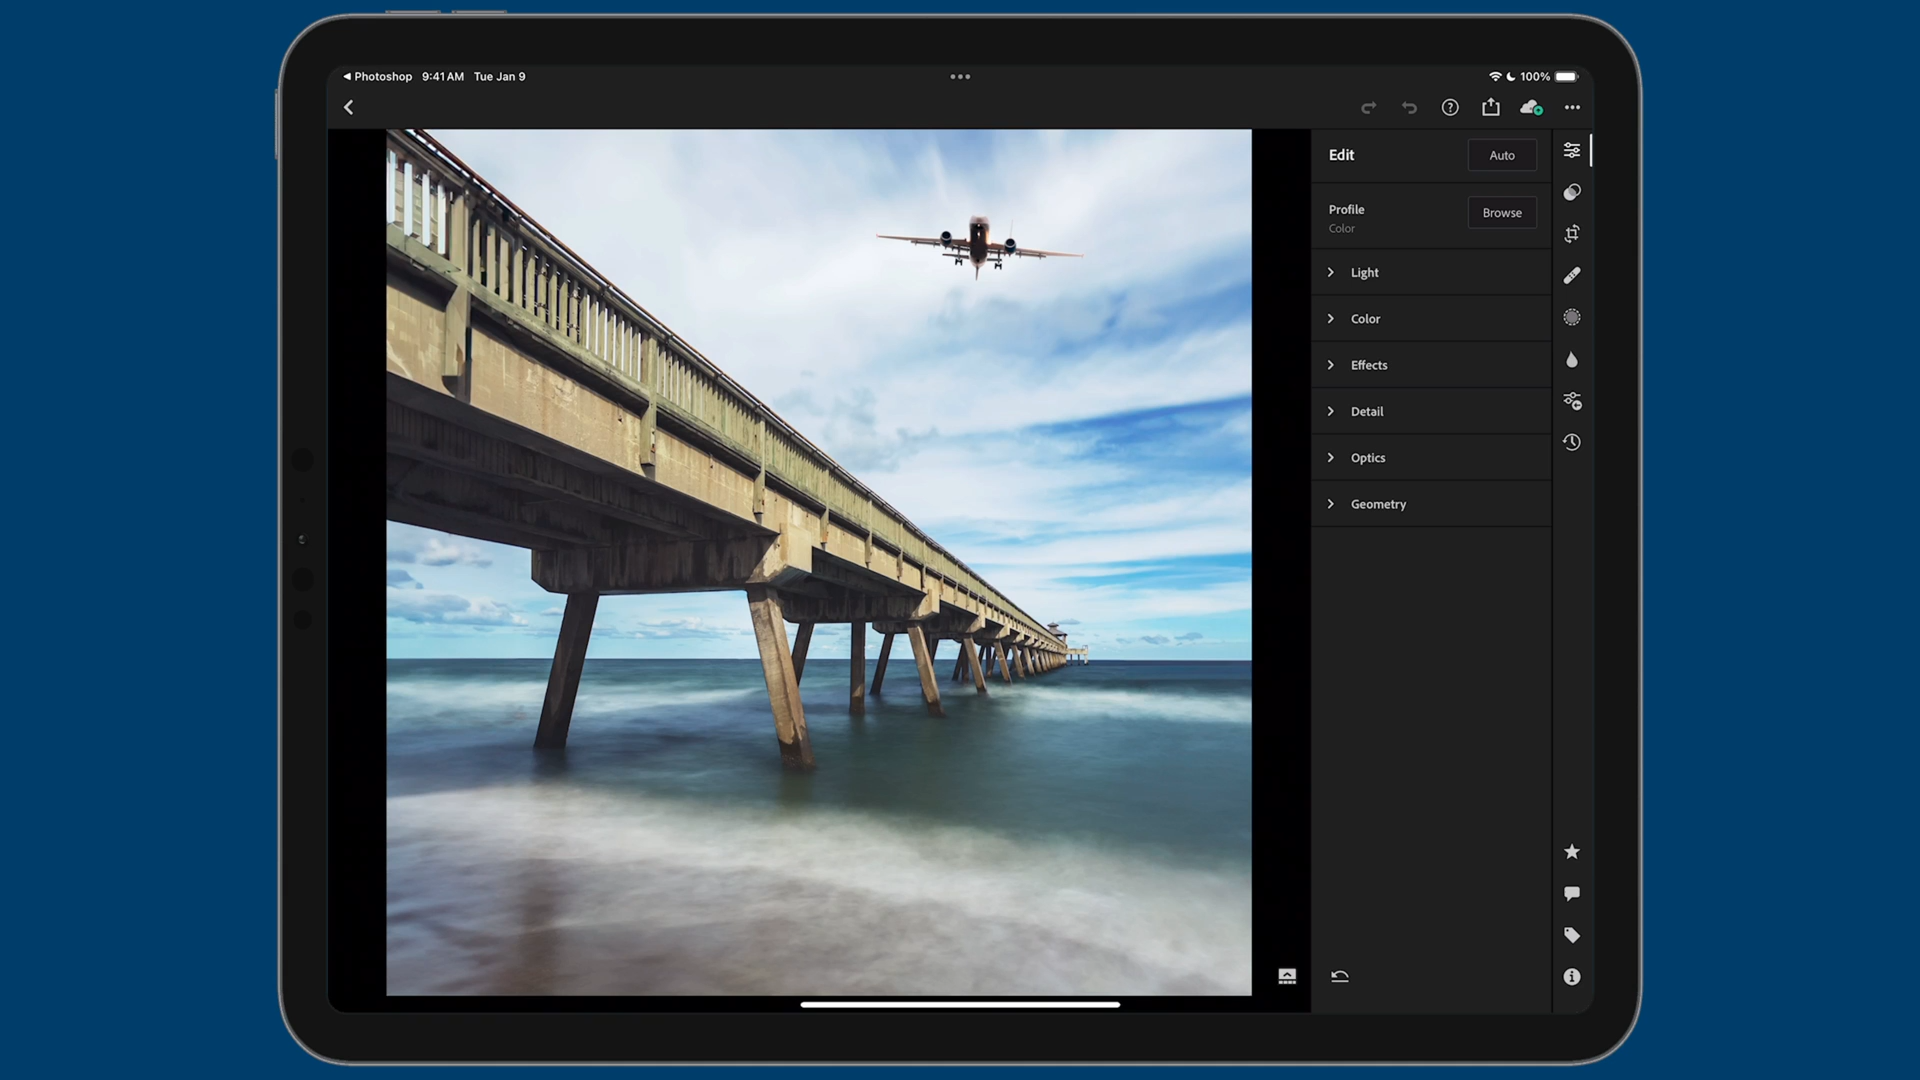 Photoshop 9:41 AM Tue Jan 9
100%
Edit
Auto
Profile
Color
Browse
Light
Color
Effects
Detail
Optics
Geometry